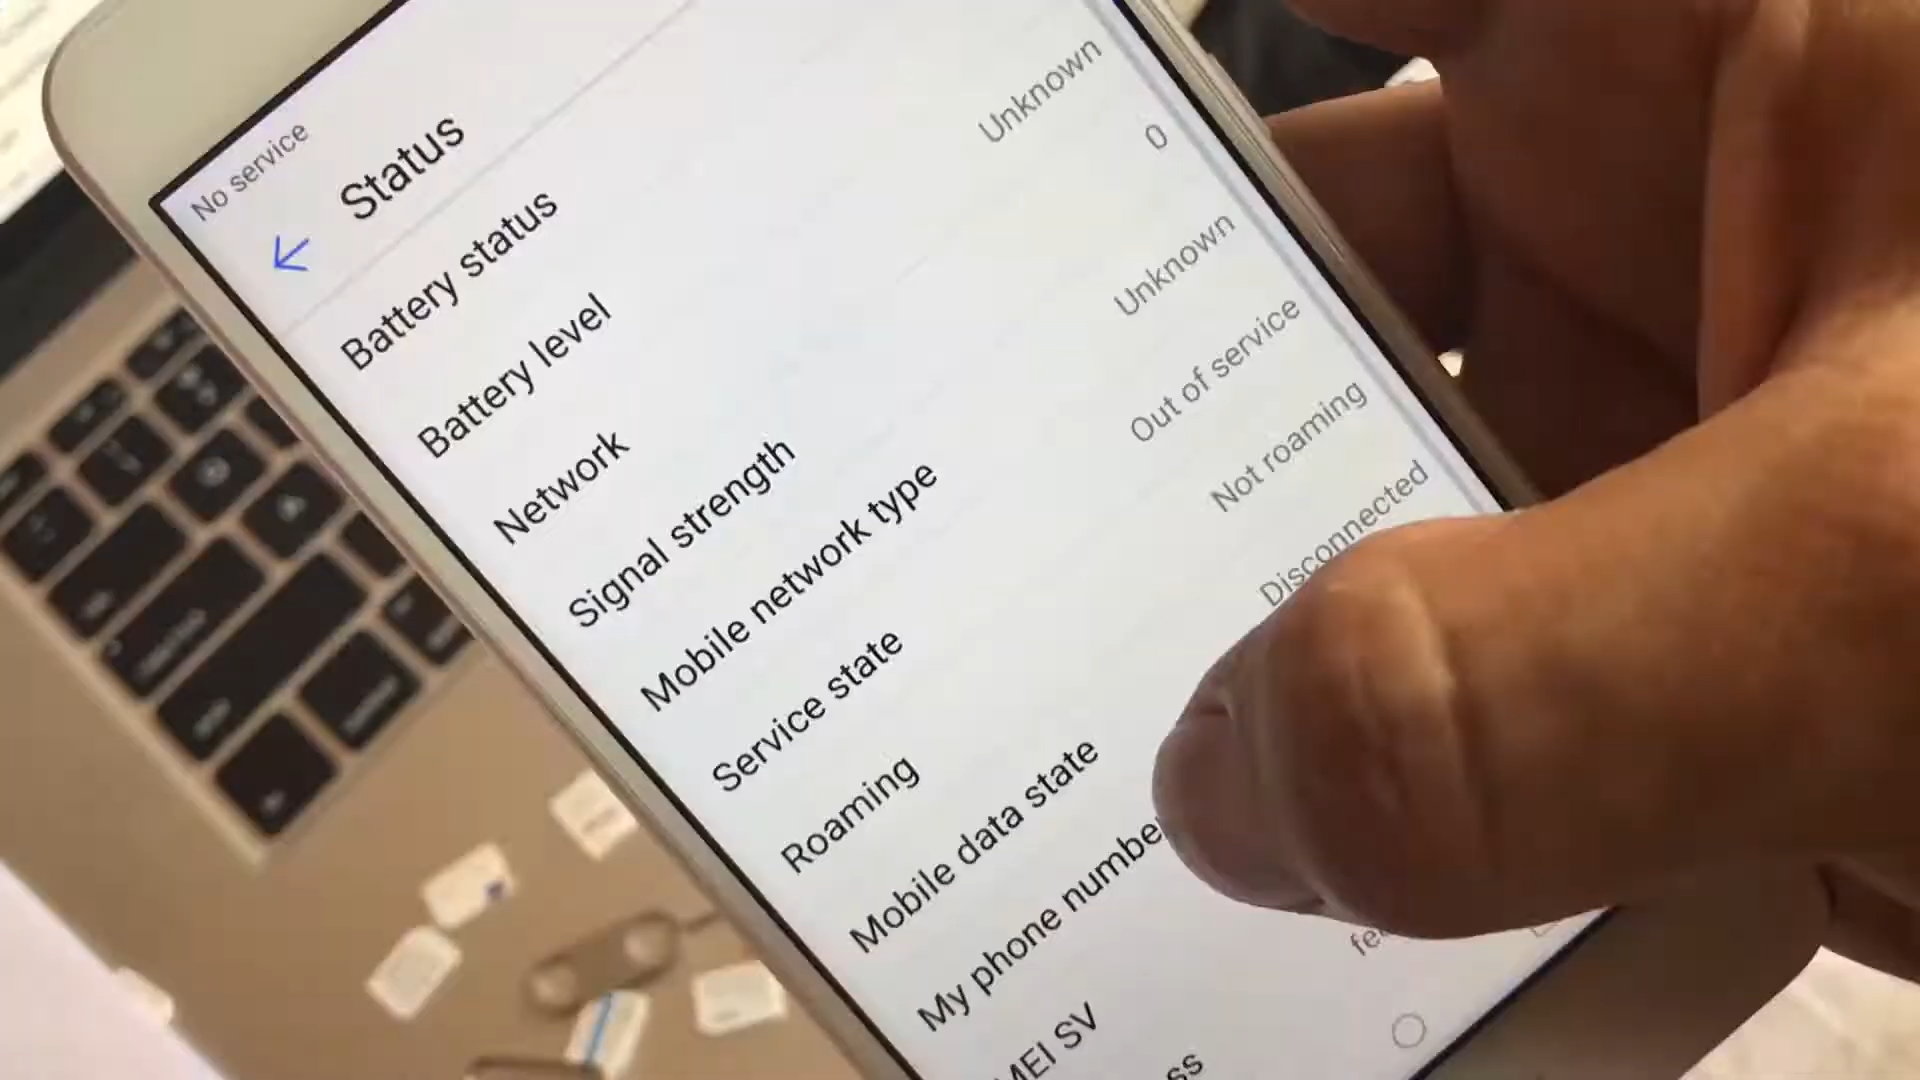 No service
Status
Battery status
Battery level
Network
Unknown
Signal strength
0
Mobile network type
Unknown
Service state
Out of service
Roaming
Not roaming
Mobile data state
Disconnected
My phone number
MEI SV